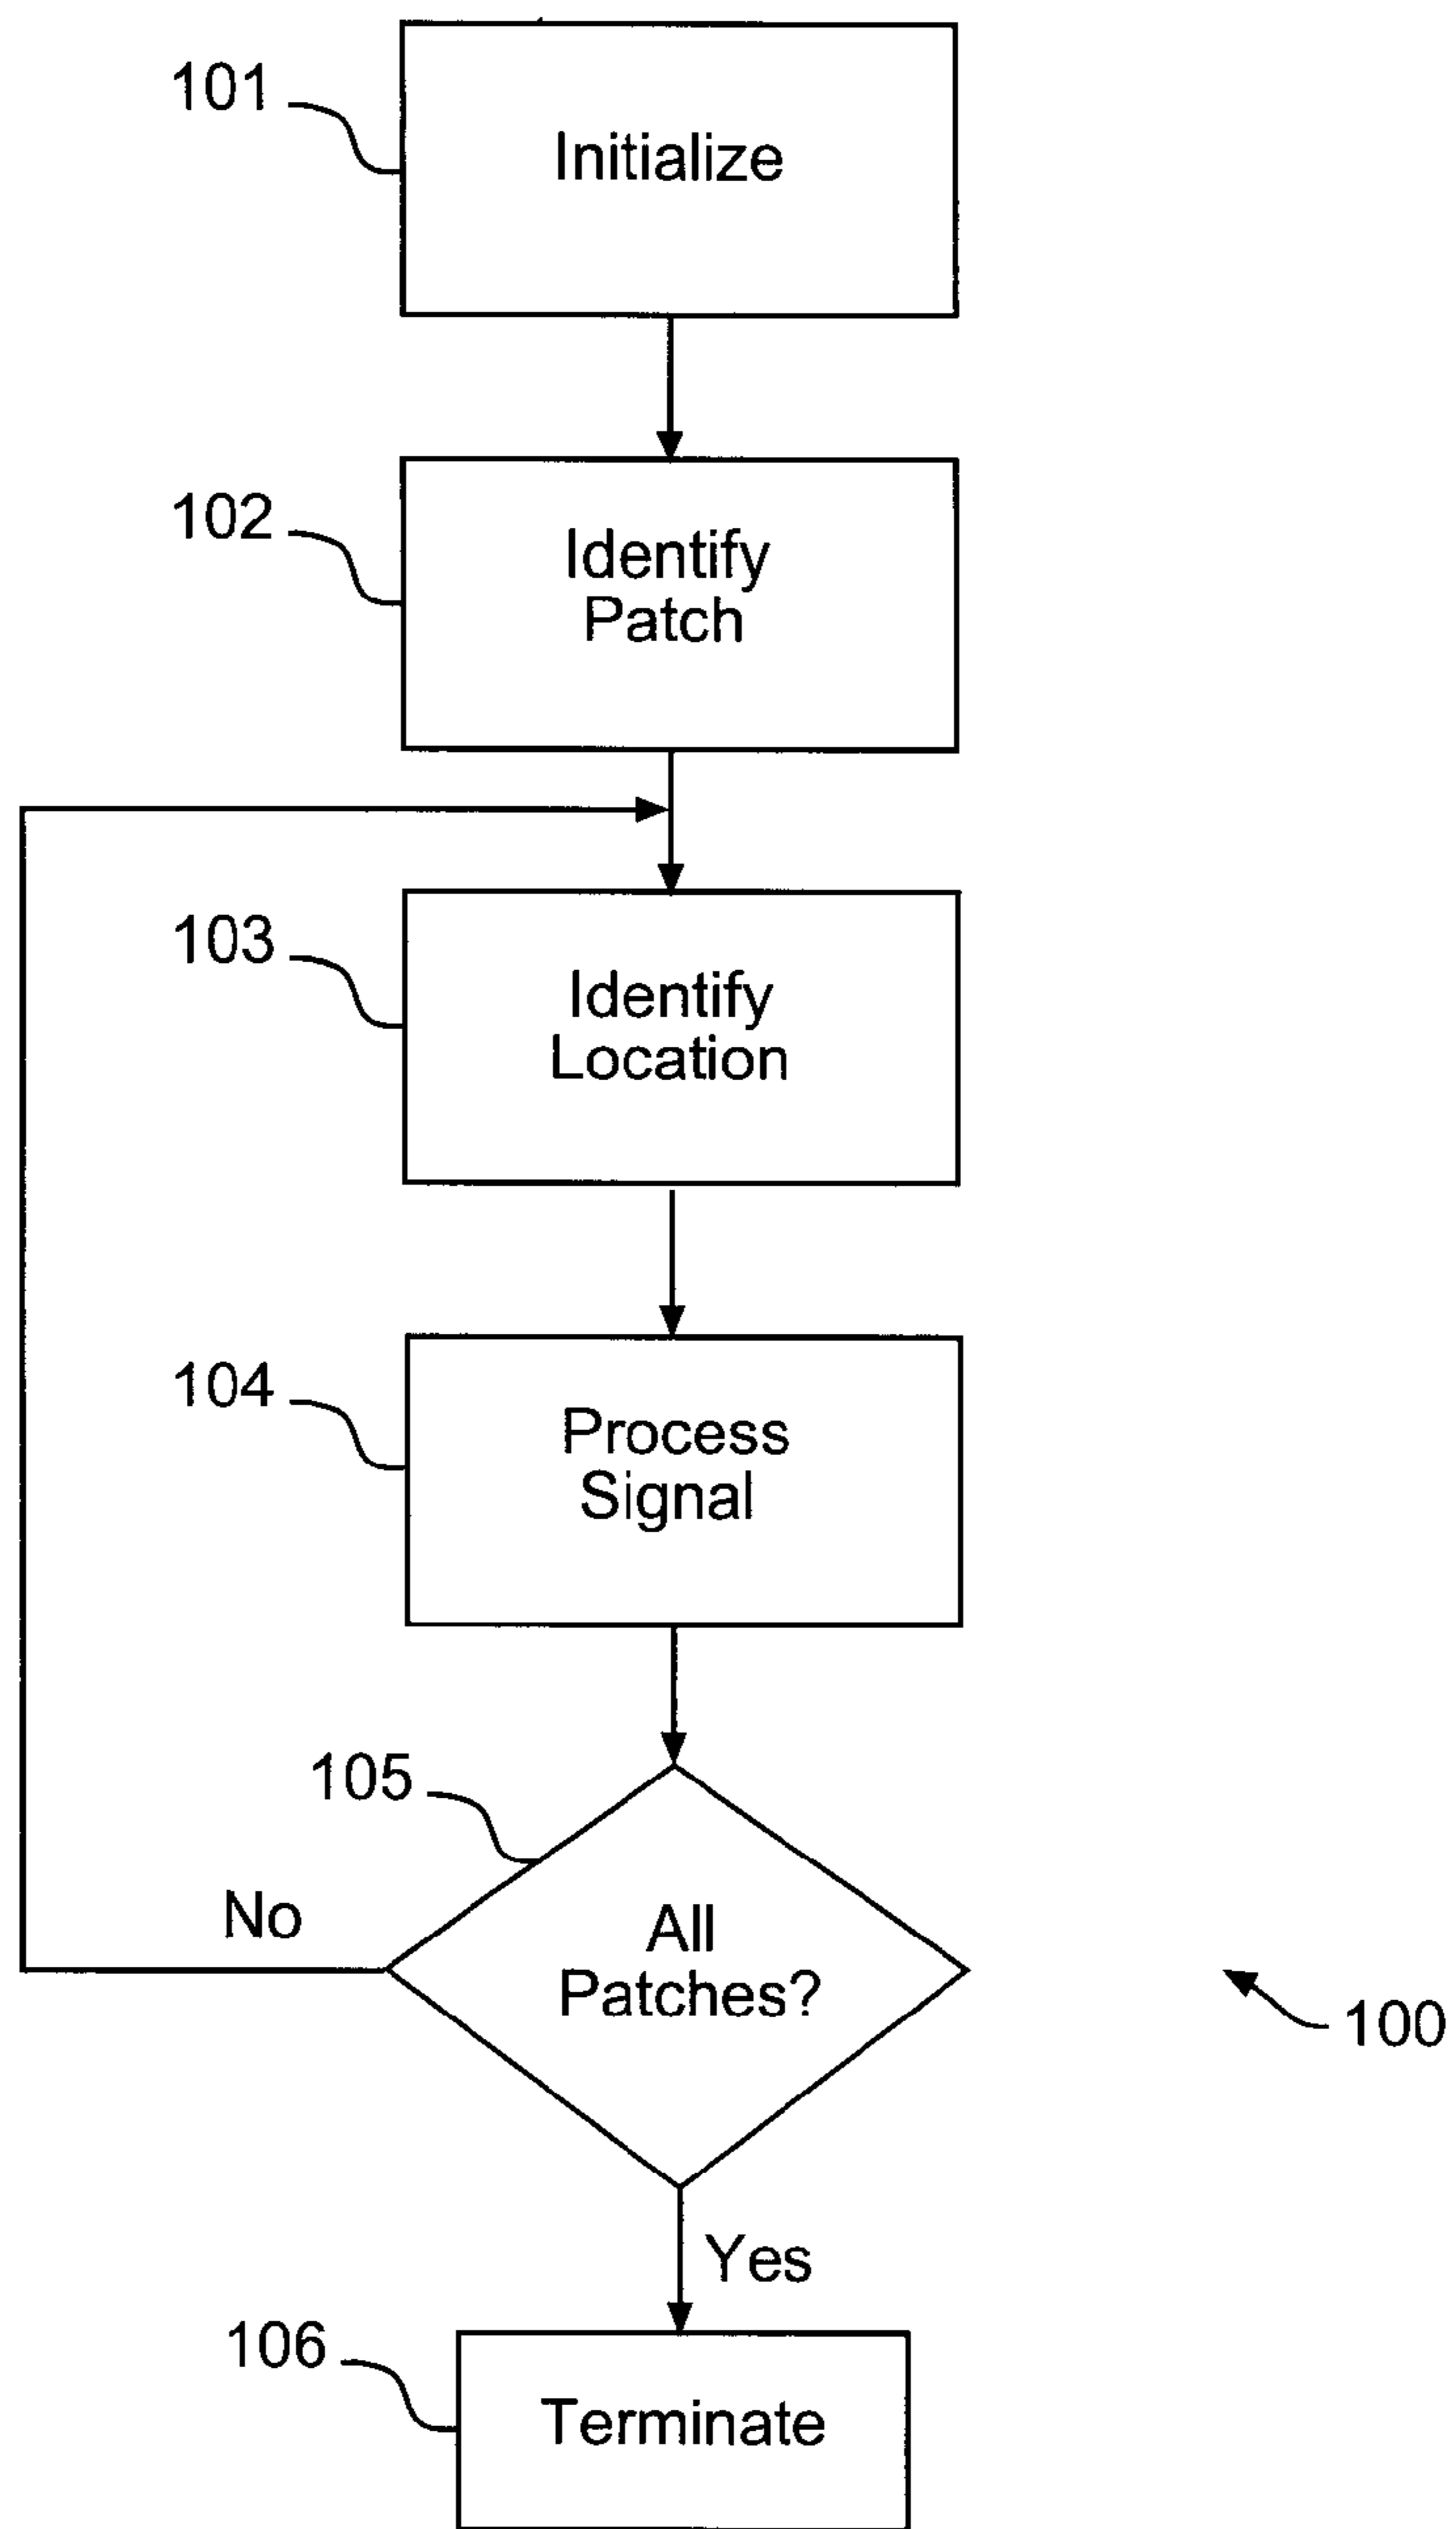 101
Initialize
102
Identify
Patch
103
Identify
Location
104
Process
Signal
105
No
All
Patches?
100
Yes
106
Terminate